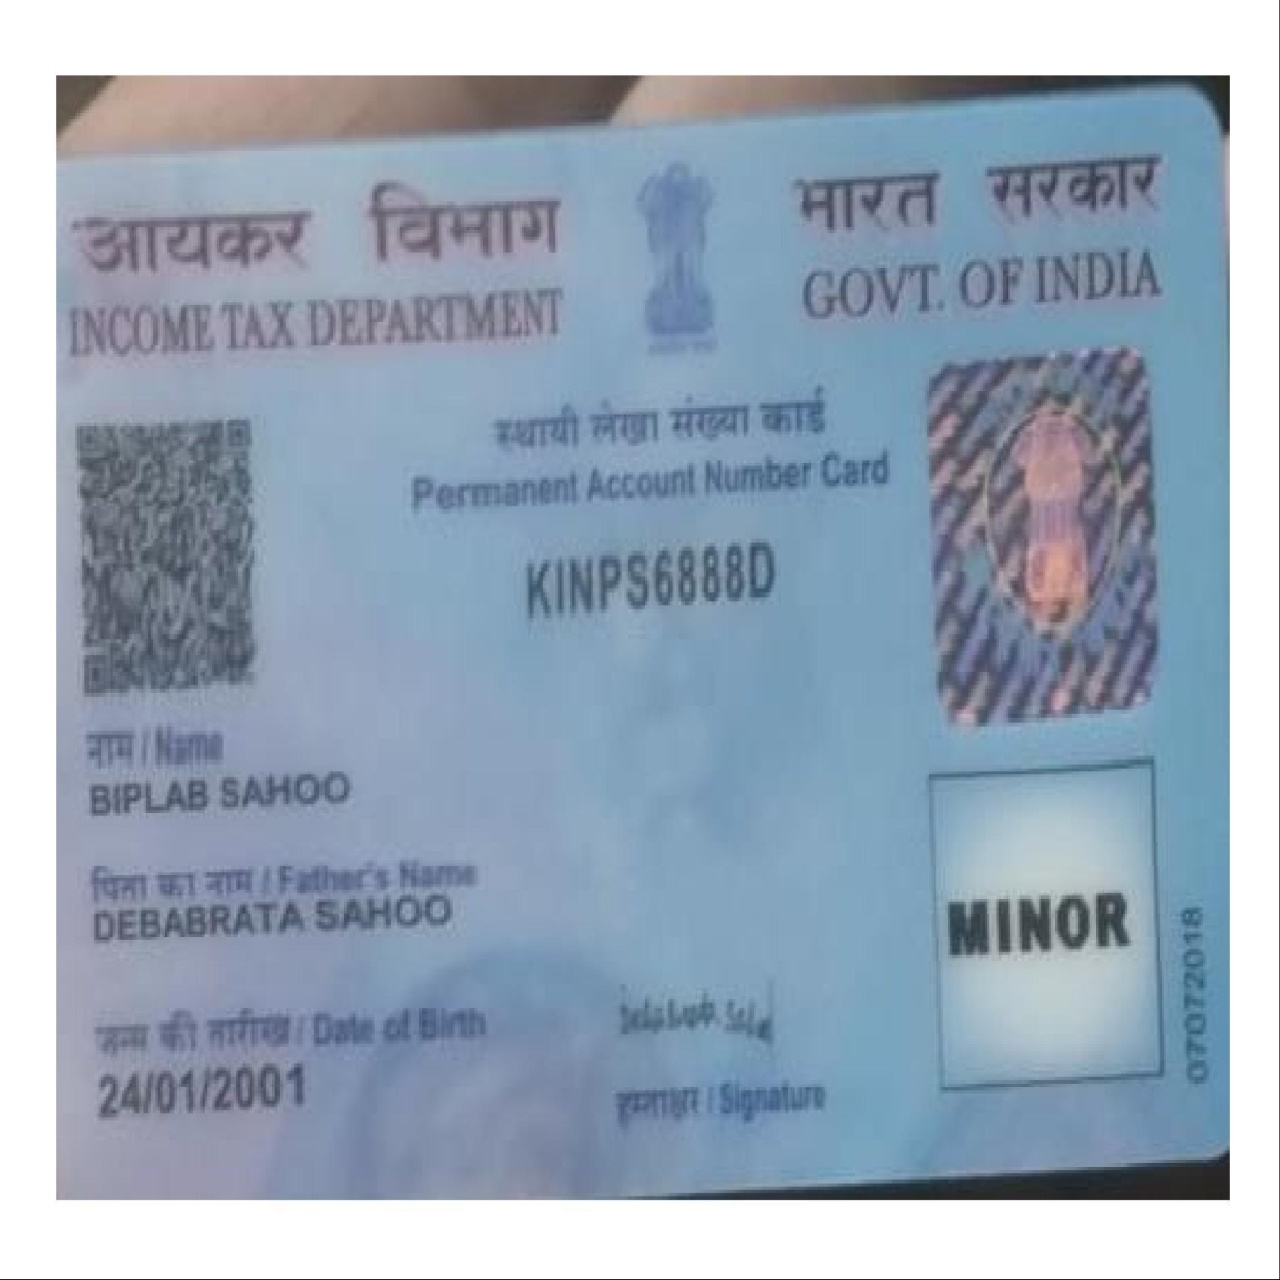 आयकर विभाग
INCOME TAX DEPARTMENT
भारत सरकार
GOVT. OF INDIA
स्थायी लेखा संख्या कार्ड
Permanent Account Number Card
KINPS6888D
नाम / Name
BIPLAB SAHOO
पिता का नाम / Father's Name
DEBABRATA SAHOO
जन्म की तारीख / Date of Birth
24/01/2001
हस्ताक्षर / Signature
MINOR
07072018